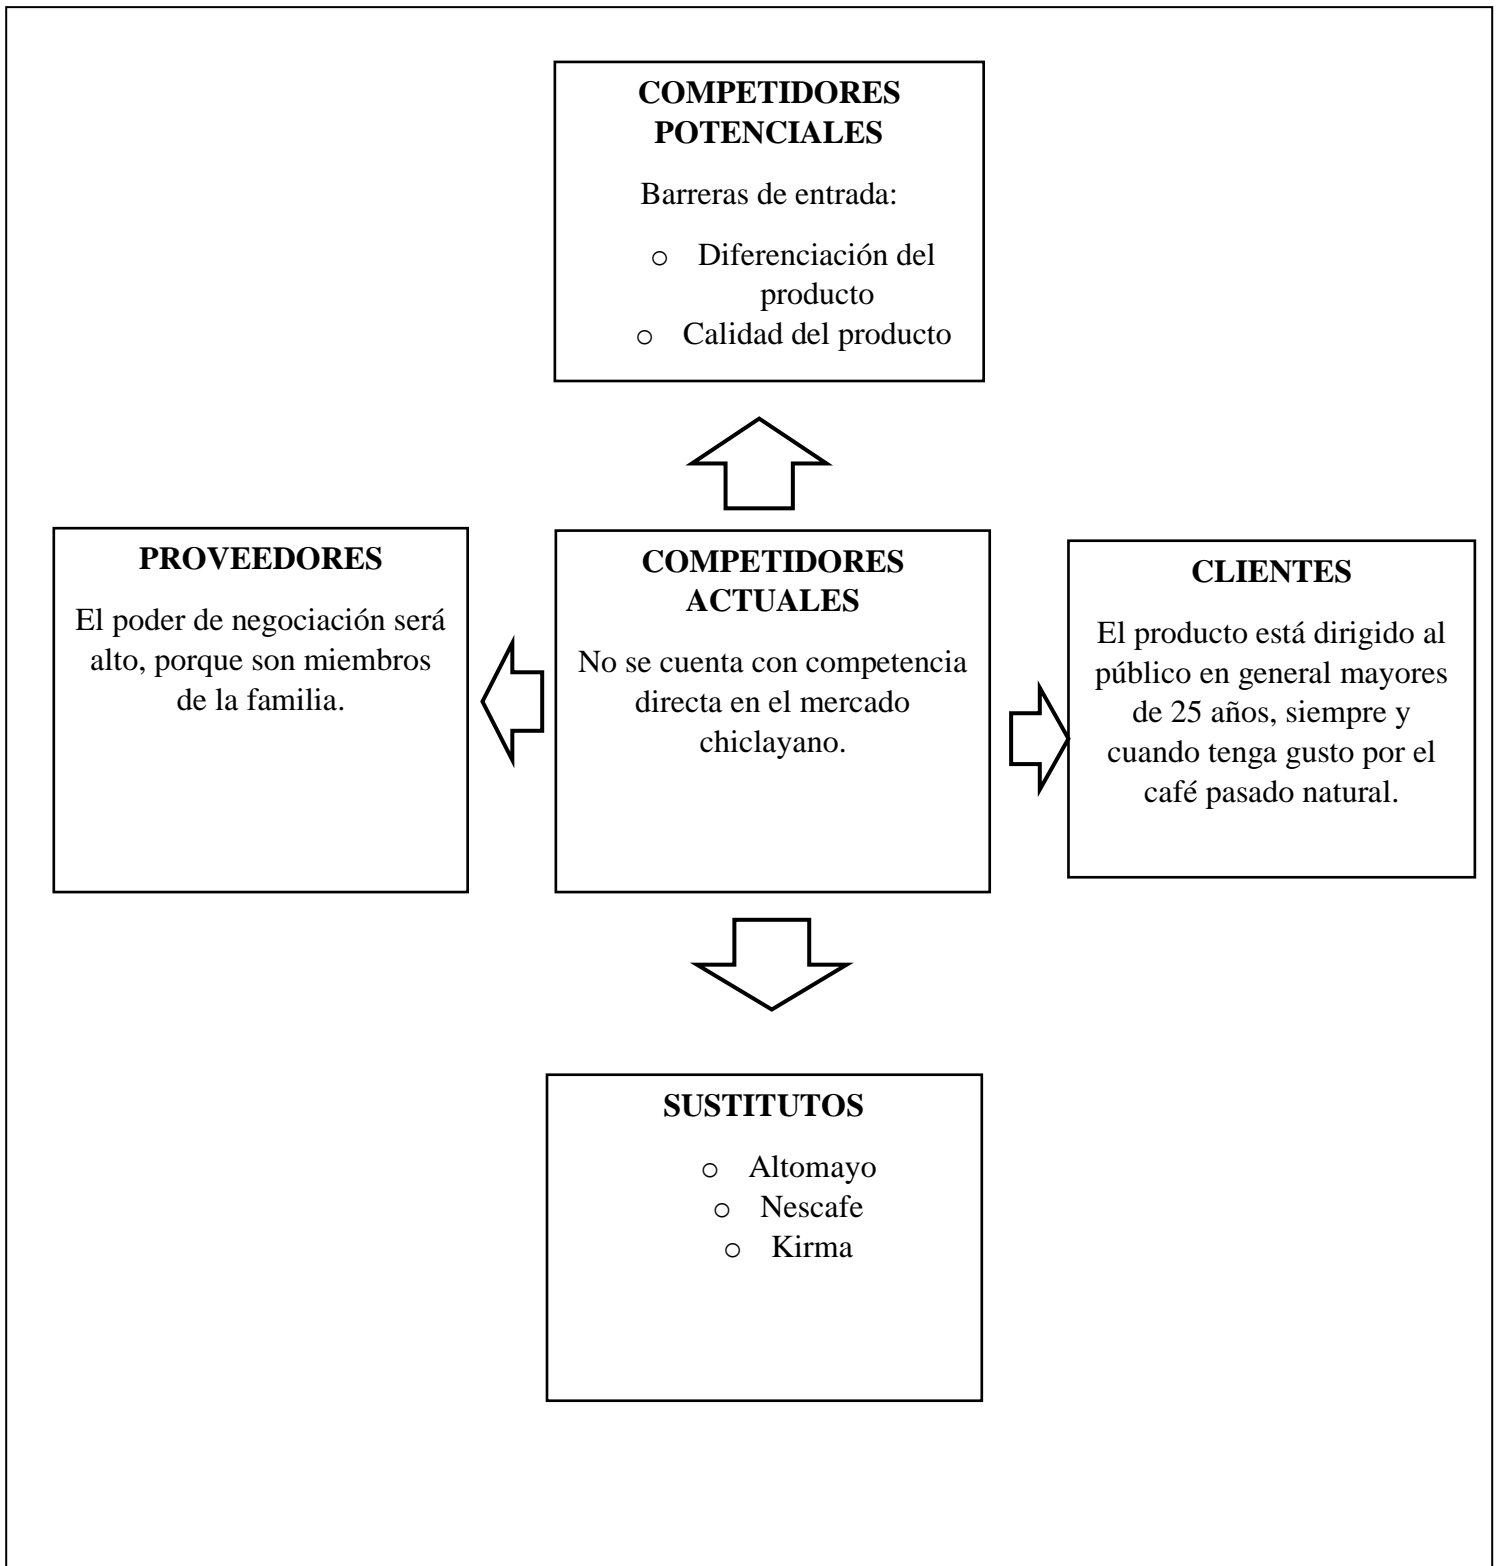 COMPETIDORES
POTENCIALES
Barreras de entrada:
o Diferenciación del
producto
o Calidad del producto
PROVEEDORES
El poder de negociación será
alto, porque son miembros
de la familia.
COMPETIDORES
ACTUALES
No se cuenta con competencia
directa en el mercado
chiclayano.
CLIENTES
El producto está dirigido al
público en general mayores
de 25 años, siempre y
cuando tenga gusto por el
café pasado natural.
SUSTITUTOS
o Altomayo
o Nescafe
o Kirma